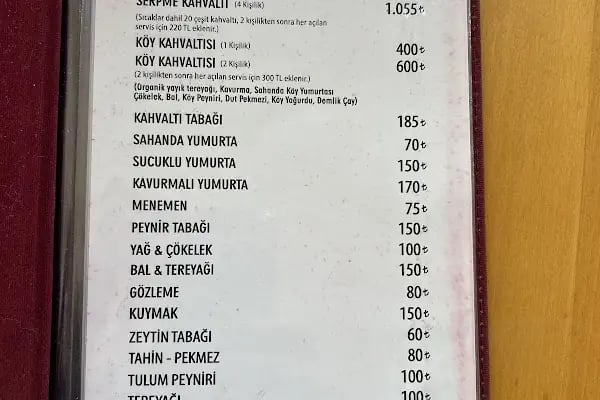 SERPME KAHVALTI (4 Kişilik) 1.055₺
(Sıcaklar dahil 20 çeşit kahvaltı, 2 kişilikten sonra her açılan
servis için 220 TL eklenir.)
KÖY KAHVALTISI (1 Kişilik) 400₺
KÖY KAHVALTISI (2 Kişilik) 600₺
(2 kişilikten sonra her açılan servis için 300 TL eklenir.)
(Organik yayık tereyağı, Kavurma, Sahanda Köy Yumurtası
Çökelek, Bal, Köy Peyniri, Dut Pekmezi, Köy Yoğurdu, Demlik Çay)
KAHVALTI TABAĞI 185₺
SAHANDA YUMURTA 70₺
SUCUKLU YUMURTA 150₺
KAVURMALI YUMURTA 170₺
MENEMEN 75₺
PEYNİR TABAĞI 150₺
YAĞ & ÇÖKELEK 100₺
BAL & TEREYAĞI 150₺
GÖZLEME 80₺
KUYMAK 150₺
ZEYTİN TABAĞI 60₺
TAHİN - PEKMEZ 80₺
TULUM PEYNİRİ 100₺
TEREYAĞI 100₺